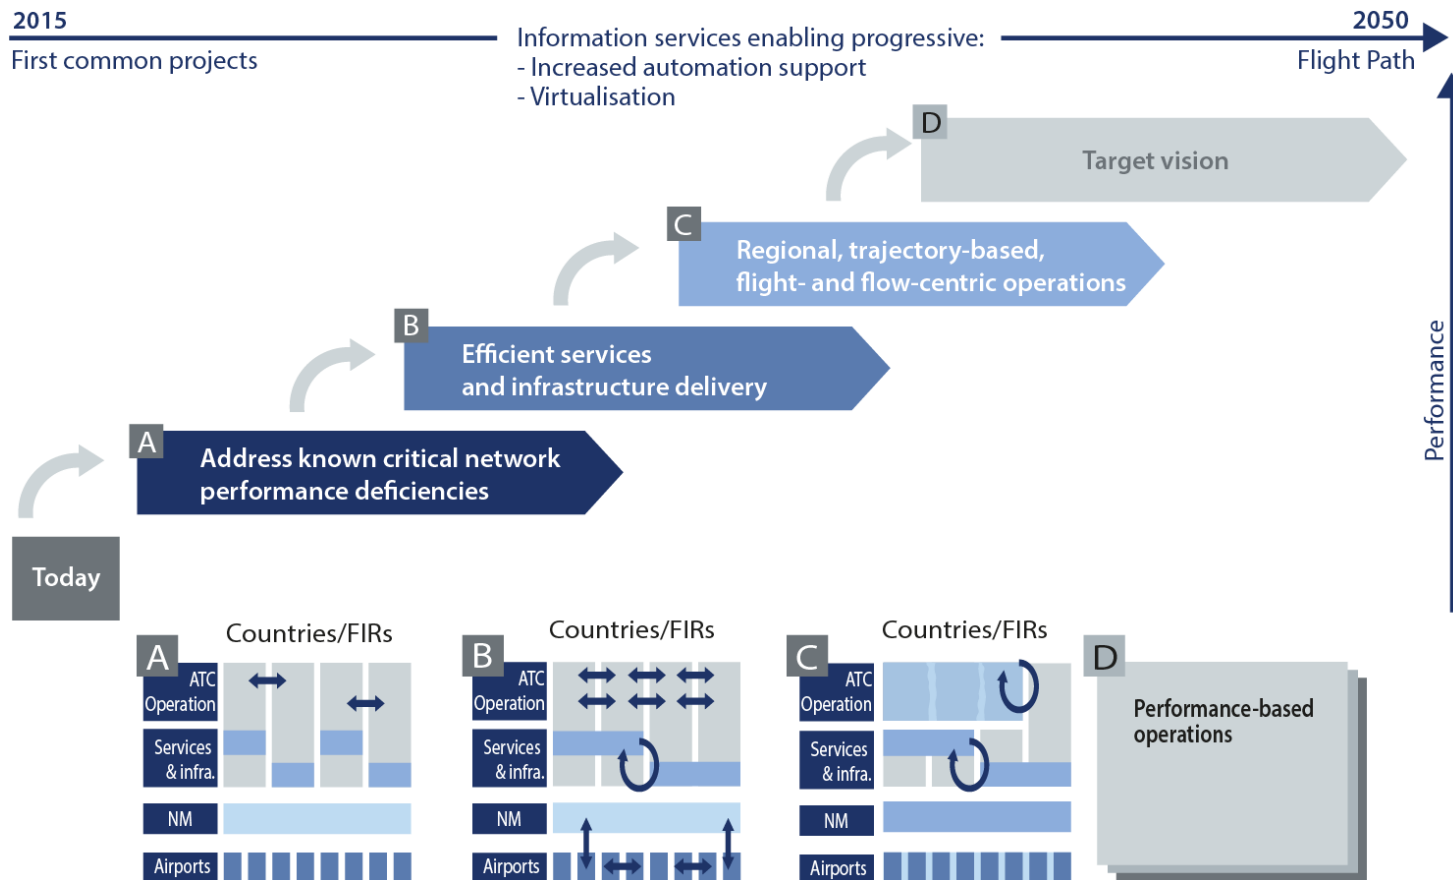 2015
First common projects
Information services enabling progressive:
- Increased automation support
- Virtualisation
2050
Flight Path
D
Target vision
C
Regional, trajectory-based,
flight- and flow-centric operations
B
Efficient services
and infrastructure delivery
A
Address known critical network
performance deficiencies
Today
Performance
A
Countries/FIRs
ATC
Operation
Services
& infra.
NM
Airports
B
Countries/FIRs
ATC
Operation
Services
& infra.
NM
Airports
C
Countries/FIRs
ATC
Operation
Services
& infra.
NM
Airports
D
Performance-based
operations